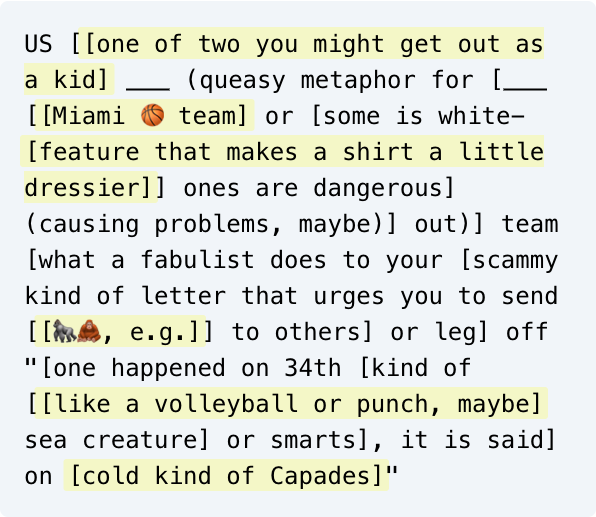 US [[one of two you might get out as
a kid] ___ (queasy metaphor for [___
[[Miami 🏀 team] or [some is white-
[feature that makes a shirt a little
dressier]] ones are dangerous]
(causing problems, maybe)] out)] team
[what a fabulist does to your [scammy
kind of letter that urges you to send
[[🦍🦧, e.g.]] to others] or leg] off
"[one happened on 34th [kind of
[[like a volleyball or punch, maybe]
sea creature] or smarts], it is said]
on [cold kind of Capades]"